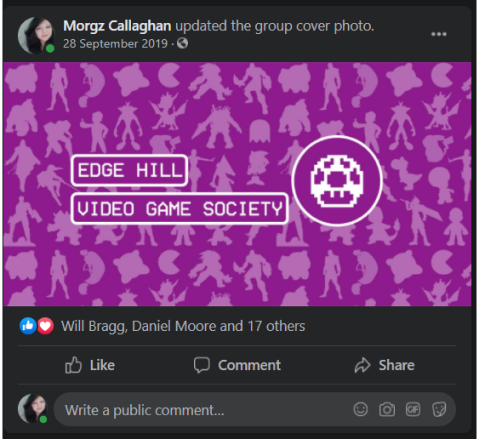 Morgz Callaghan updated the group cover photo.
28 September 2019 ·
EDGE HILL
VIDEO GAME SOCIETY
Will Bragg, Daniel Moore and 17 others
Like Comment Share
Write a public comment...
GIF